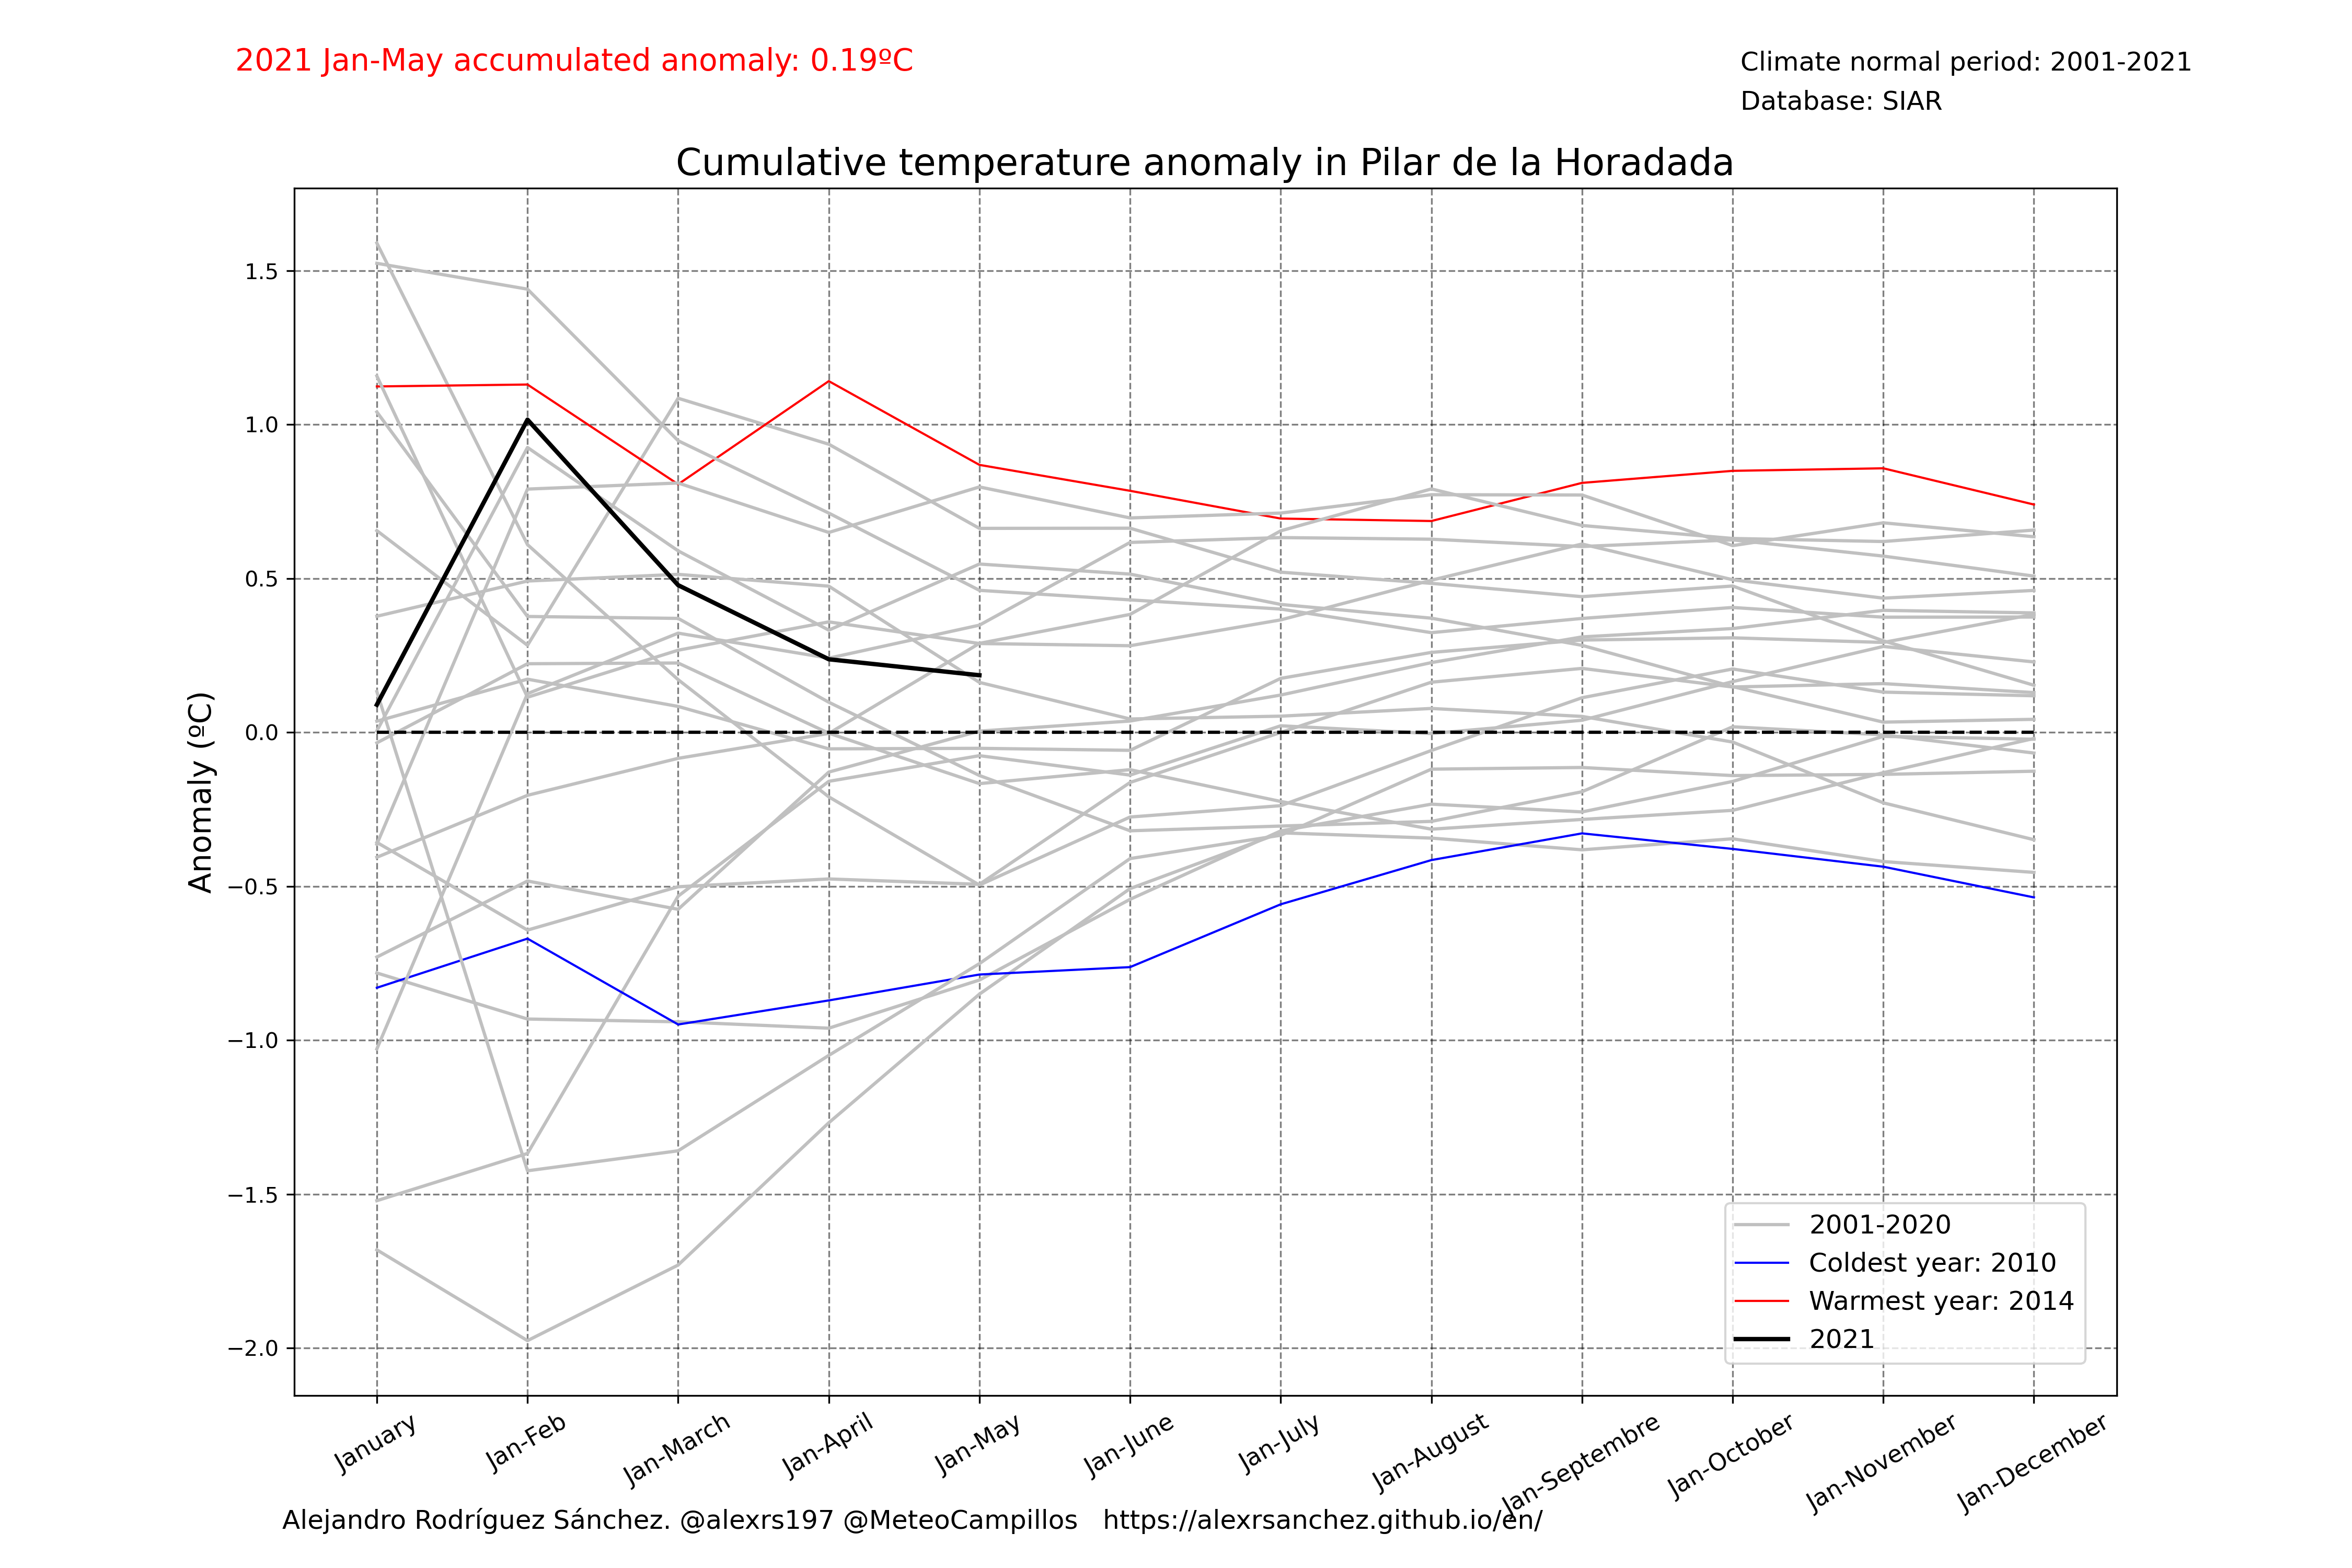 2021 Jan-May accumulated anomaly: 0.19ºC
Climate normal period: 2001-2021
Database: SIAR
Cumulative temperature anomaly in Pilar de la Horadada
Anomaly (ºC)
1.5
1.0
0.5
0.0
−0.5
−1.0
−1.5
−2.0
2001-2020
Coldest year: 2010
Warmest year: 2014
2021
January
Jan-Feb
Jan-March
Jan-April
Jan-May
Jan-June
Jan-July
Jan-August
Jan-Septembre
Jan-October
Jan-November
Jan-December
Alejandro Rodríguez Sánchez. @alexrs197 @MeteoCampillos https://alexrsanchez.github.io/en/